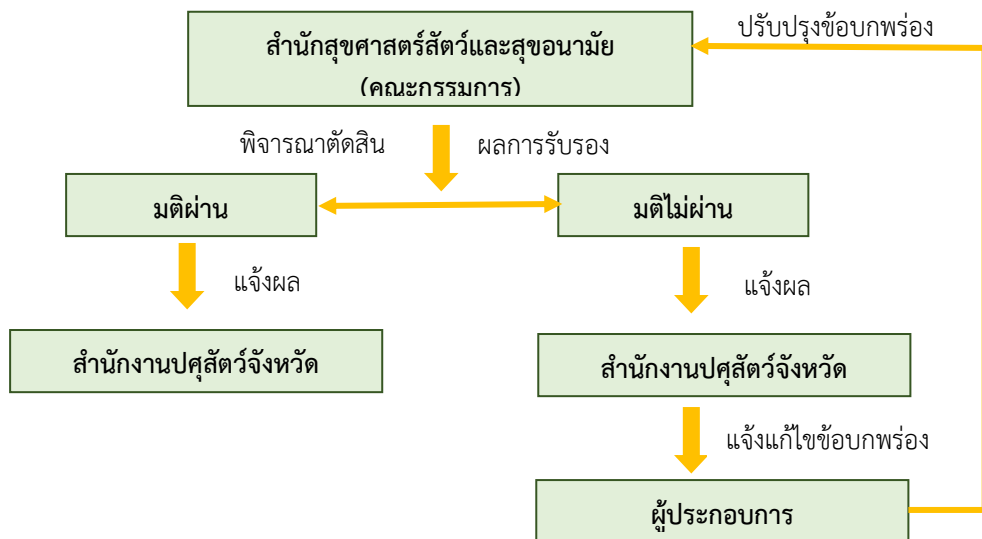 ปรับปรุงข้อบกพร่อง
สำนักสุขศาสตร์สัตว์และสุขอนามัย
(คณะกรรมการ)
พิจารณาตัดสิน ผลการรับรอง
มติผ่าน มติไม่ผ่าน
แจ้งผล แจ้งผล
สำนักงานปศุสัตว์จังหวัด สำนักงานปศุสัตว์จังหวัด
แจ้งแก้ไขข้อบกพร่อง
ผู้ประกอบการ